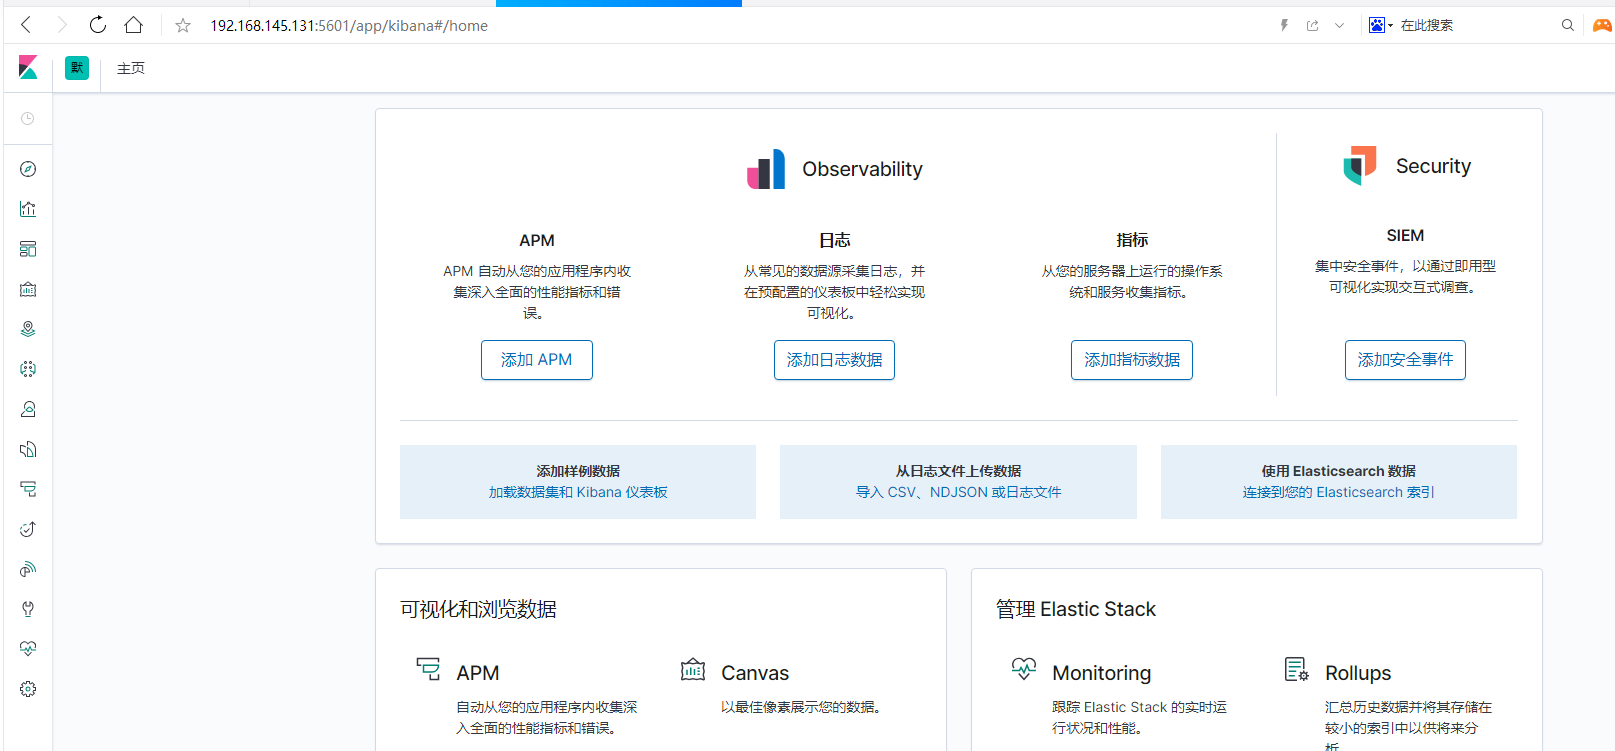 192.168.145.131:5601/app/kibana#/home
在此搜索
默
主页
Observability
Security
APM
APM 自动从您的应用程序内收
集深入全面的性能指标和错
误。
添加 APM
日志
从常见的数据源采集日志，并
在预配置的仪表板中轻松实现
可视化。
添加日志数据
指标
从您的服务器上运行的操作系
统和服务收集指标。
添加指标数据
SIEM
集中安全事件，以通过即用型
可视化实现交互式调查。
添加安全事件
添加样例数据
加载数据集和 Kibana 仪表板
从日志文件上传数据
导入 CSV、NDJSON 或日志文件
使用 Elasticsearch 数据
连接到您的 Elasticsearch 索引
可视化和浏览数据
APM
自动从您的应用程序内收集深
入全面的性能指标和错误。
Canvas
以最佳像素展示您的数据。
管理 Elastic Stack
Monitoring
跟踪 Elastic Stack 的实时运
行状况和性能。
Rollups
汇总历史数据并将其存储在
较小的索引中以供将来分
析。